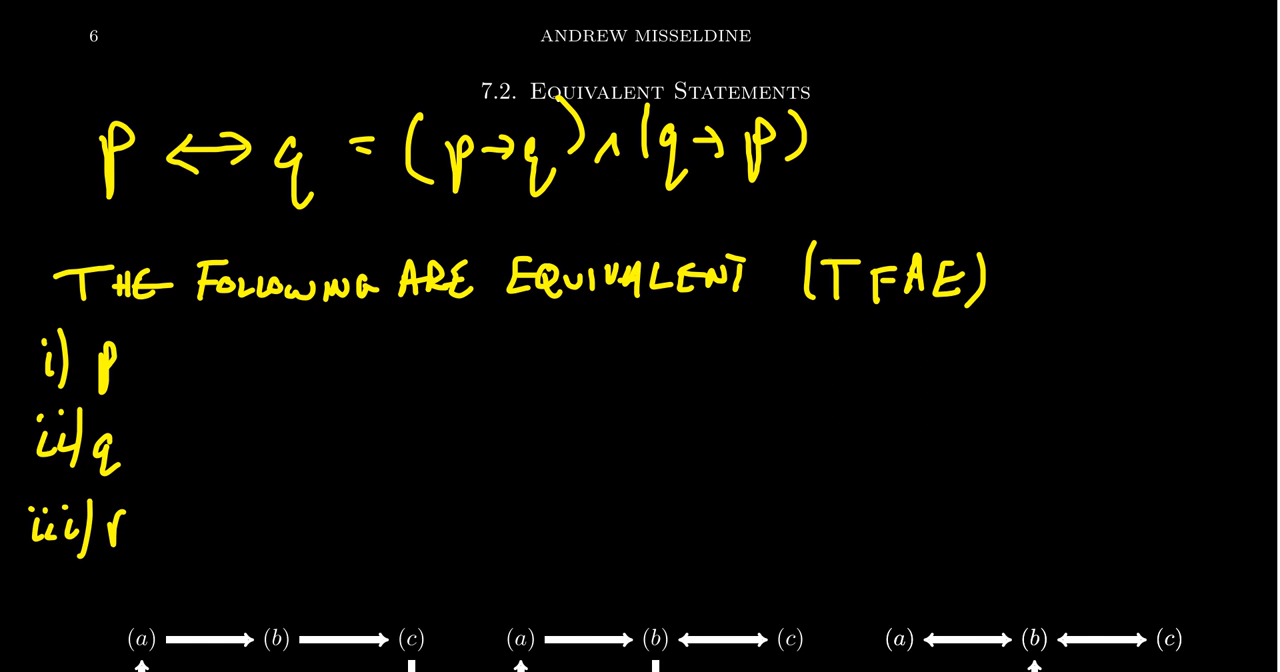 6 ANDREW MISSELDINE
7.2. EQUIVALENT STATEMENTS
p ↔ q = (p→q) ∧ (q→p)
THE FOLLOWING ARE EQUIVALENT (TFAE)
i) p
ii) q
iii) r
(a) → (b) → (c) (a) → (b) ↔ (c) (a) ↔ (b) ↔ (c)